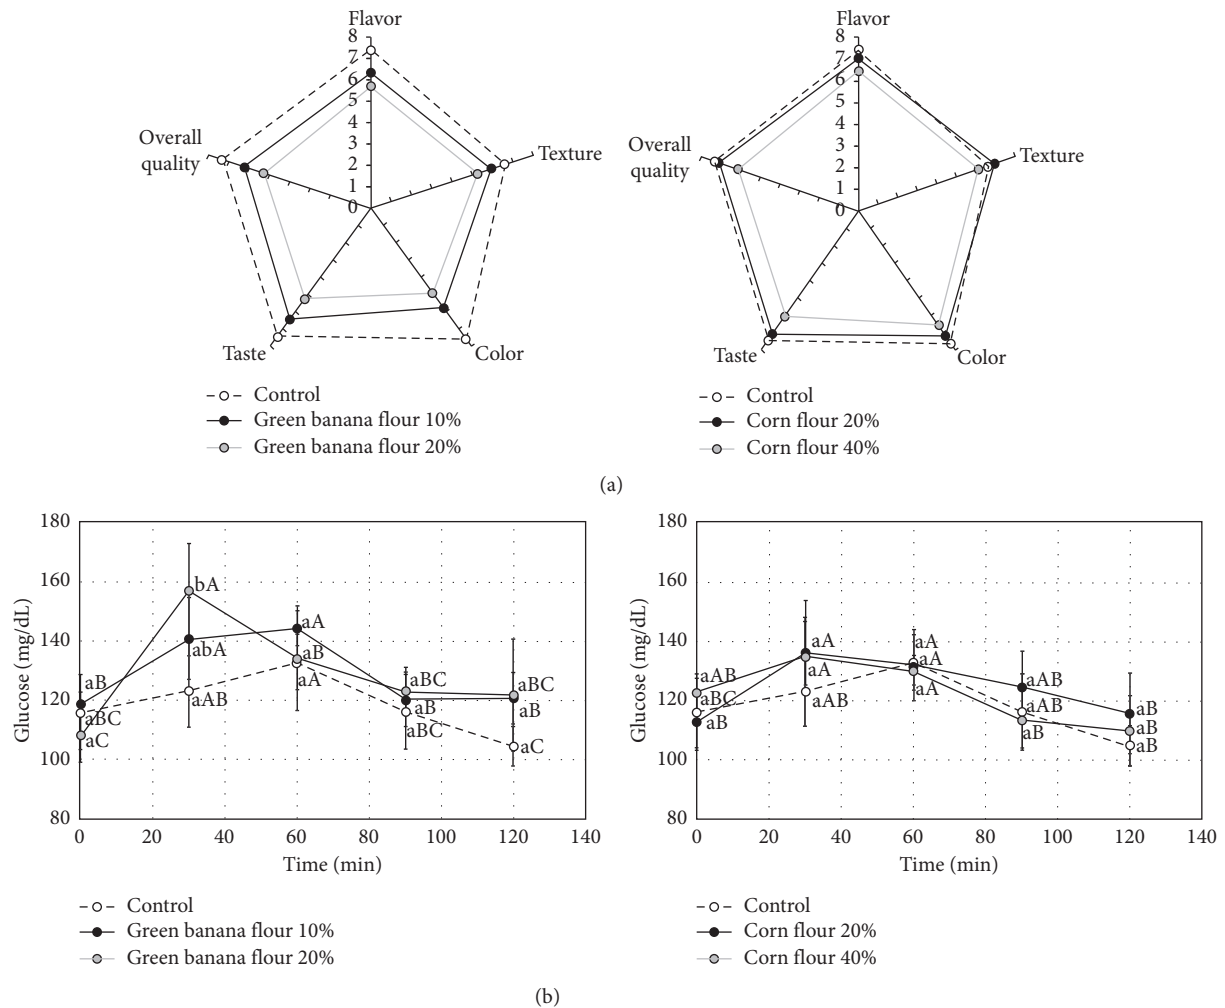 Flavor
8
7
6
5
4
3
2
1
0
Overall
quality
Texture
Taste
Color
Control
Green banana flour 10%
Green banana flour 20%
Flavor
8
7
6
5
4
3
2
1
0
Overall
quality
Texture
Taste
Color
Control
Corn flour 20%
Corn flour 40%
(a)
Glucose (mg/dL)
180
160
140
120
100
80
0 20 40 60 80 100 120 140
Time (min)
aB
aBC
aC
bA
abA
aAB
aA
aB
aA
aBC
aB
aBC
aBC
aB
aC
Control
Green banana flour 10%
Green banana flour 20%
Glucose (mg/dL)
180
160
140
120
100
80
0 20 40 60 80 100 120 140
Time (min)
aAB
aBC
aB
aA
aA
aAB
aA
aA
aA
aAB
aAB
aB
aB
aB
aB
Control
Corn flour 20%
Corn flour 40%
(b)